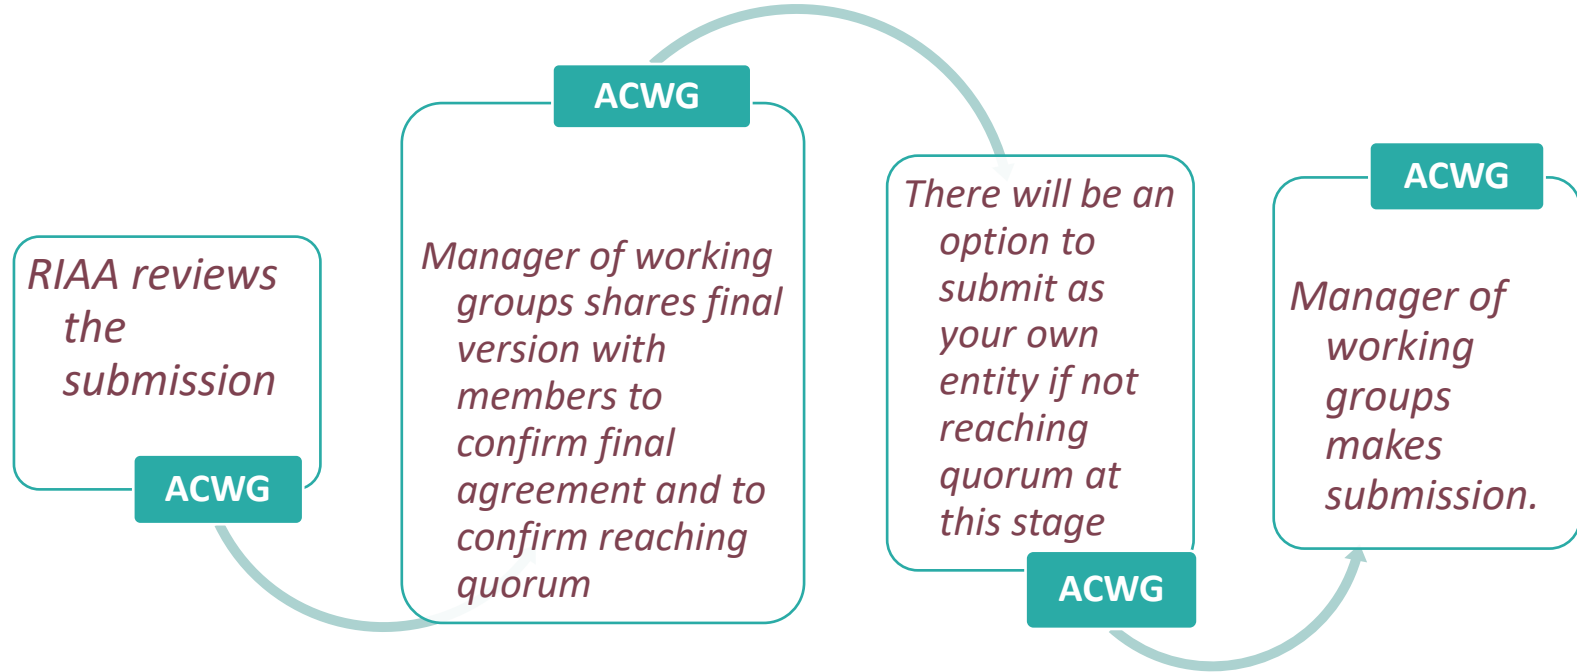 RIAA reviews
the
submission
ACWG
ACWG
Manager of working
groups shares final
version with
members to
confirm final
agreement and to
confirm reaching
quorum
There will be an
option to
submit as
your own
entity if not
reaching
quorum at
this stage
ACWG
ACWG
Manager of
working
groups
makes
submission.